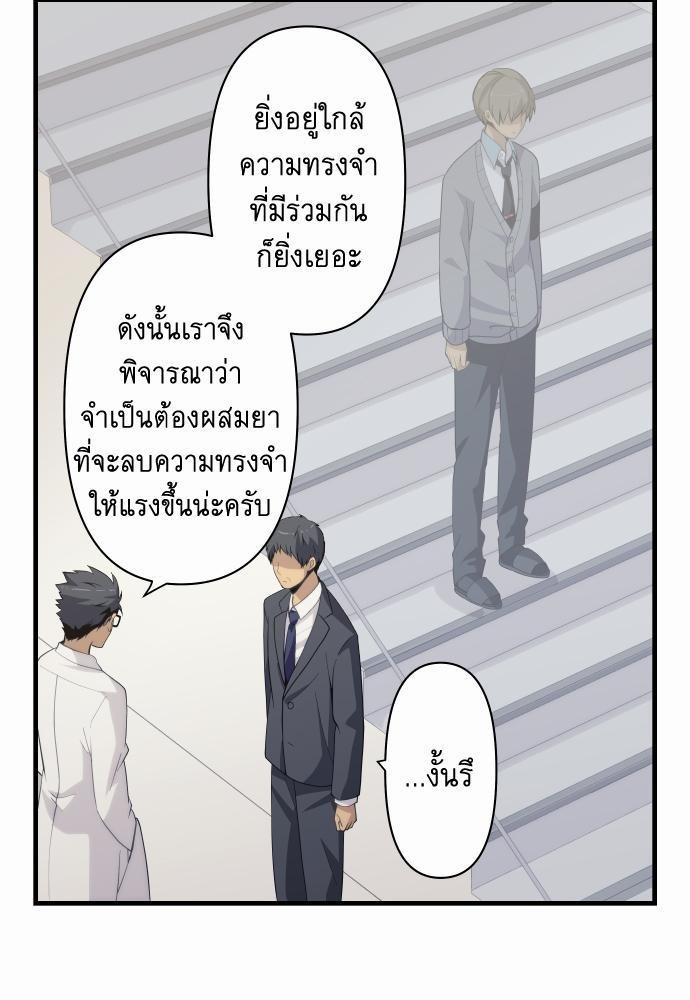 ยิ่งอยู่ใกล้
ความทรงจำ
ที่มีร่วมกัน
ก็ยิ่งเยอะ
ดังนั้นเราจึง
พิจารณาว่า
จำเป็นต้องผสมยา
ที่จะลบความทรงจำ
ให้แรงขึ้นน่ะครับ
...งั้นรึ